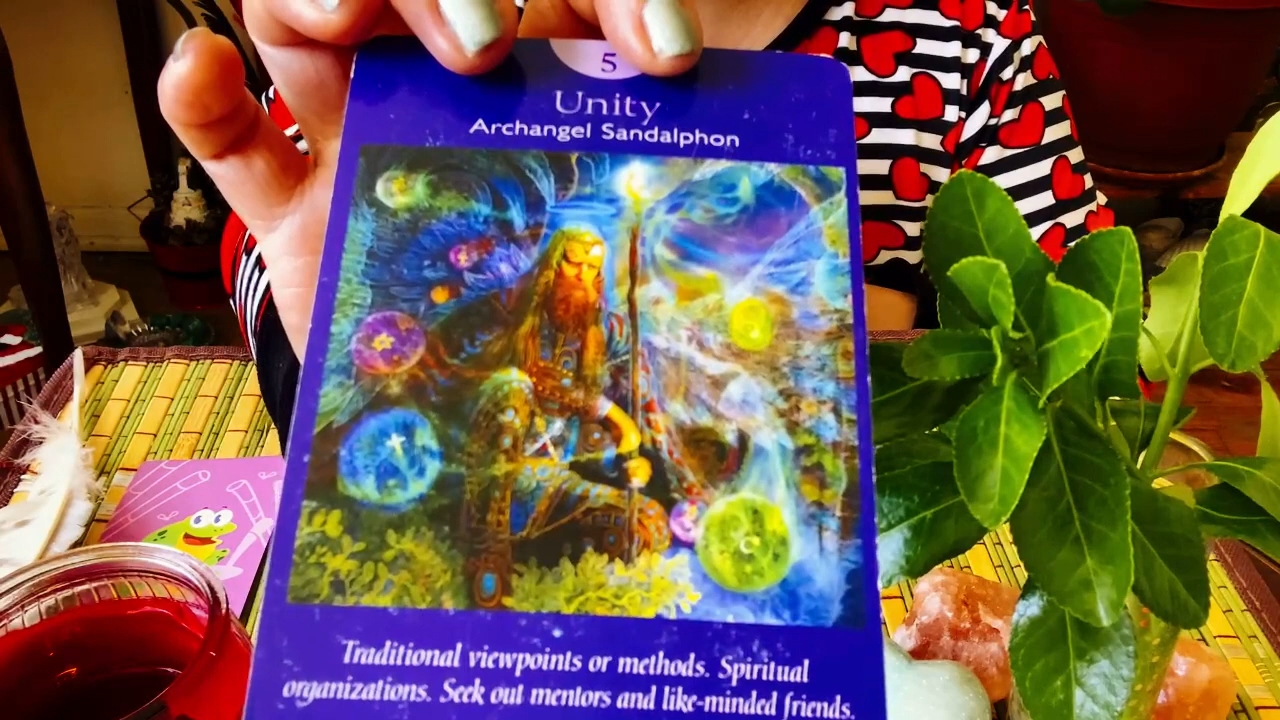 5
Unity
Archangel Sandalphon
Traditional viewpoints or methods. Spiritual
organizations. Seek out mentors and like-minded friends.